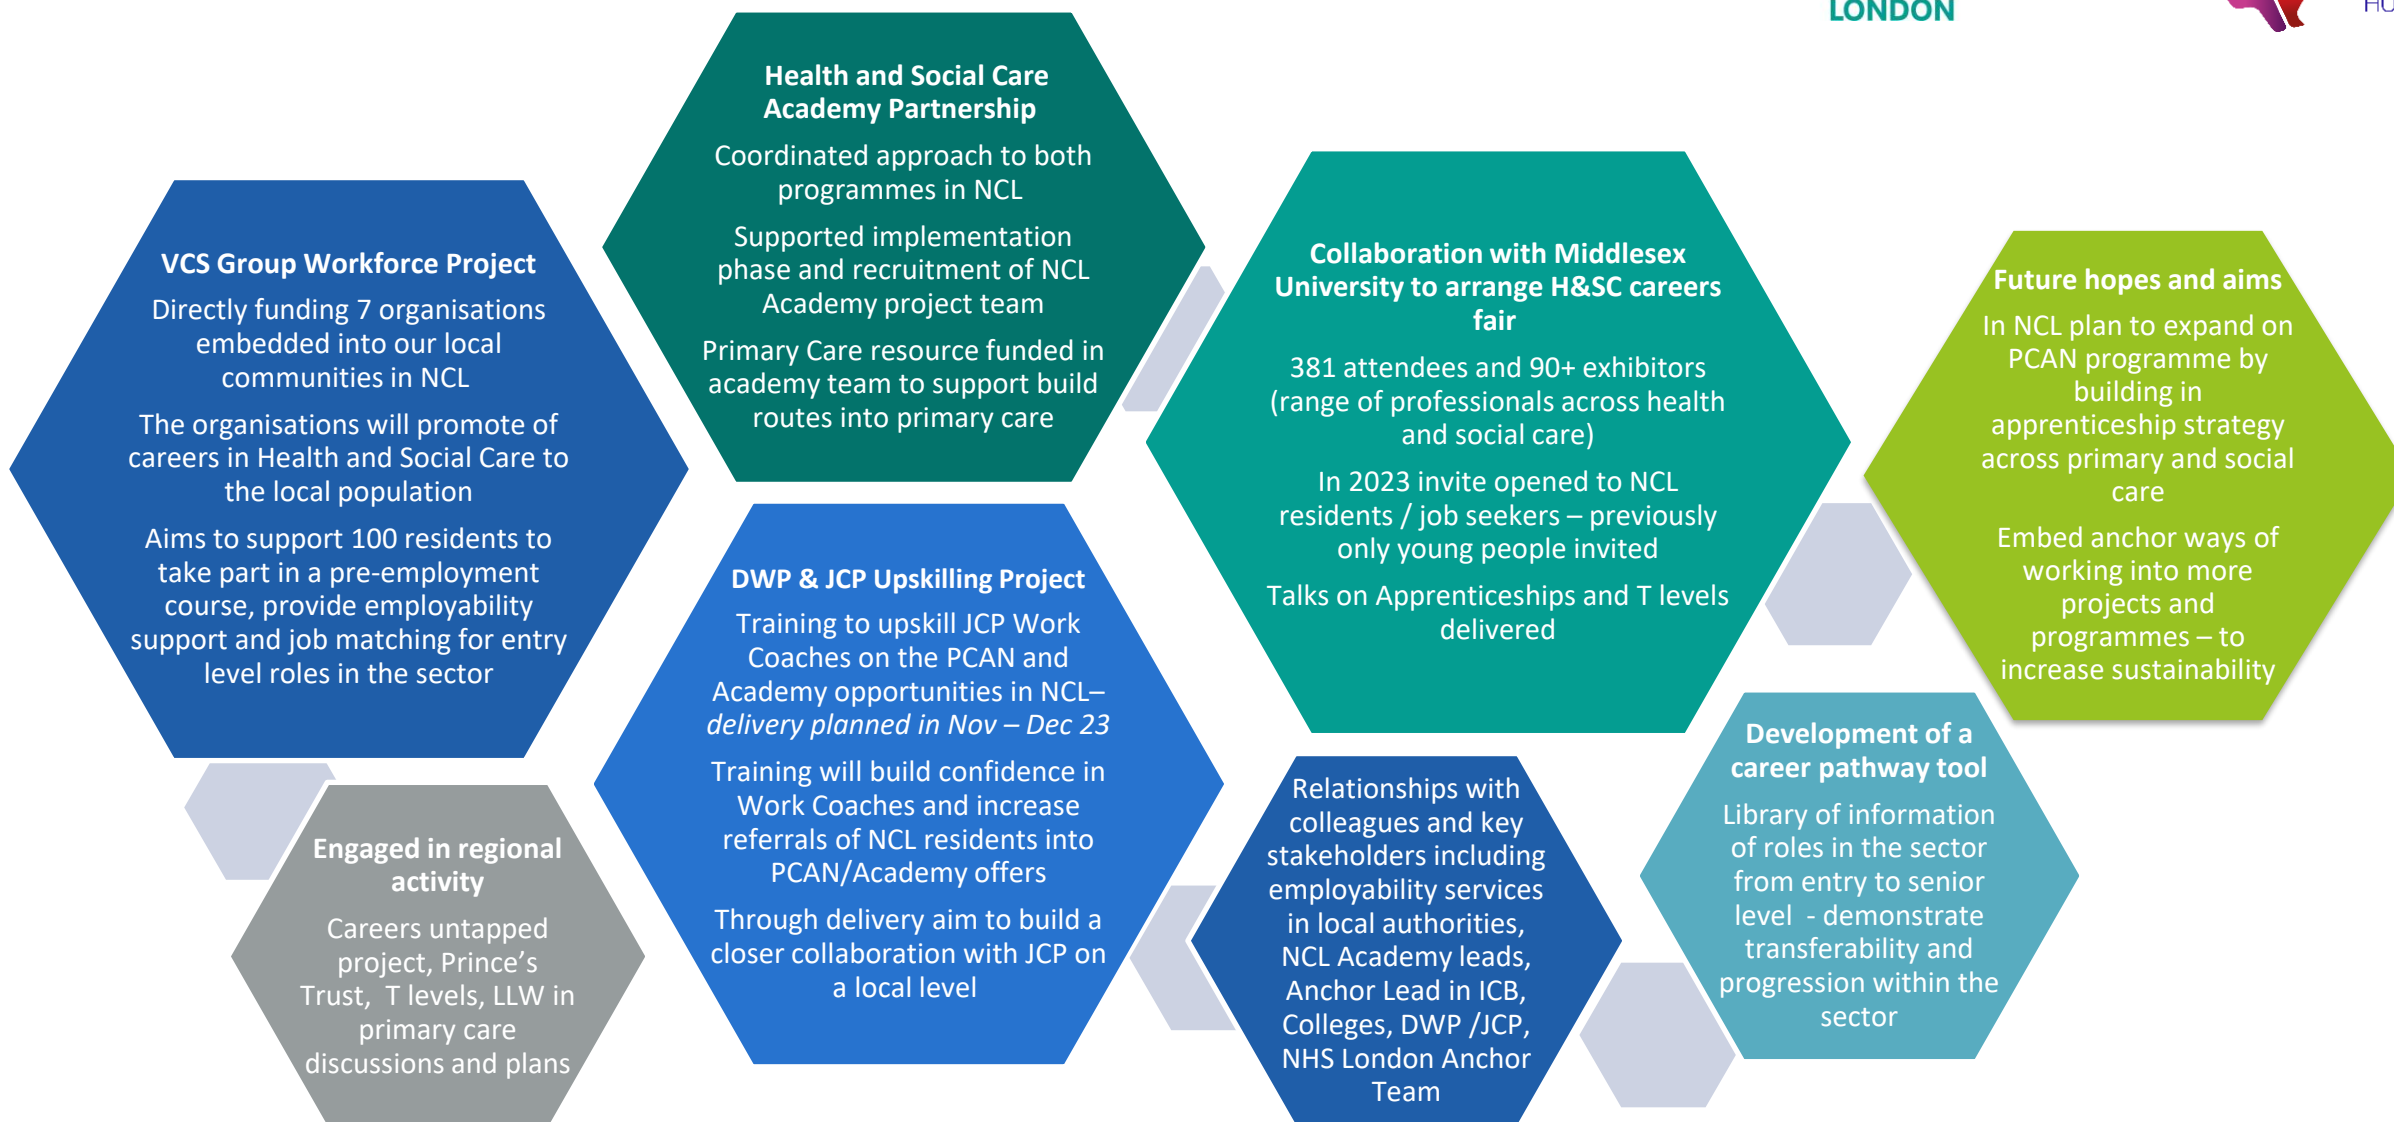 LONDON
Health and Social Care
Academy Partnership
Coordinated approach to both
programmes in NCL
Supported implementation
phase and recruitment of NCL
Academy project team
Primary Care resource funded in
academy team to support build
routes into primary care
VCS Group Workforce Project
Directly funding 7 organisations
embedded into our local
communities in NCL
The organisations will promote of
careers in Health and Social Care to
the local population
Aims to support 100 residents to
take part in a pre-employment
course, provide employability
support and job matching for entry
level roles in the sector
Collaboration with Middlesex
University to arrange H&SC careers
fair
381 attendees and 90+ exhibitors
(range of professionals across health
and social care)
In 2023 invite opened to NCL
residents / job seekers – previously
only young people invited
Talks on Apprenticeships and T levels
delivered
Future hopes and aims
In NCL plan to expand on
PCAN programme by
building in
apprenticeship strategy
across primary and social
care
Embed anchor ways of
working into more
projects and
programmes – to
increase sustainability
DWP & JCP Upskilling Project
Training to upskill JCP Work
Coaches on the PCAN and
Academy opportunities in NCL–
delivery planned in Nov – Dec 23
Training will build confidence in
Work Coaches and increase
referrals of NCL residents into
PCAN/Academy offers
Through delivery aim to build a
closer collaboration with JCP on
a local level
Engaged in regional
activity
Careers untapped
project, Prince’s
Trust, T levels, LLW in
primary care
discussions and plans
Relationships with
colleagues and key
stakeholders including
employability services
in local authorities,
NCL Academy leads,
Anchor Lead in ICB,
Colleges, DWP /JCP,
NHS London Anchor
Team
Development of a
career pathway tool
Library of information
of roles in the sector
from entry to senior
level - demonstrate
transferability and
progression within the
sector